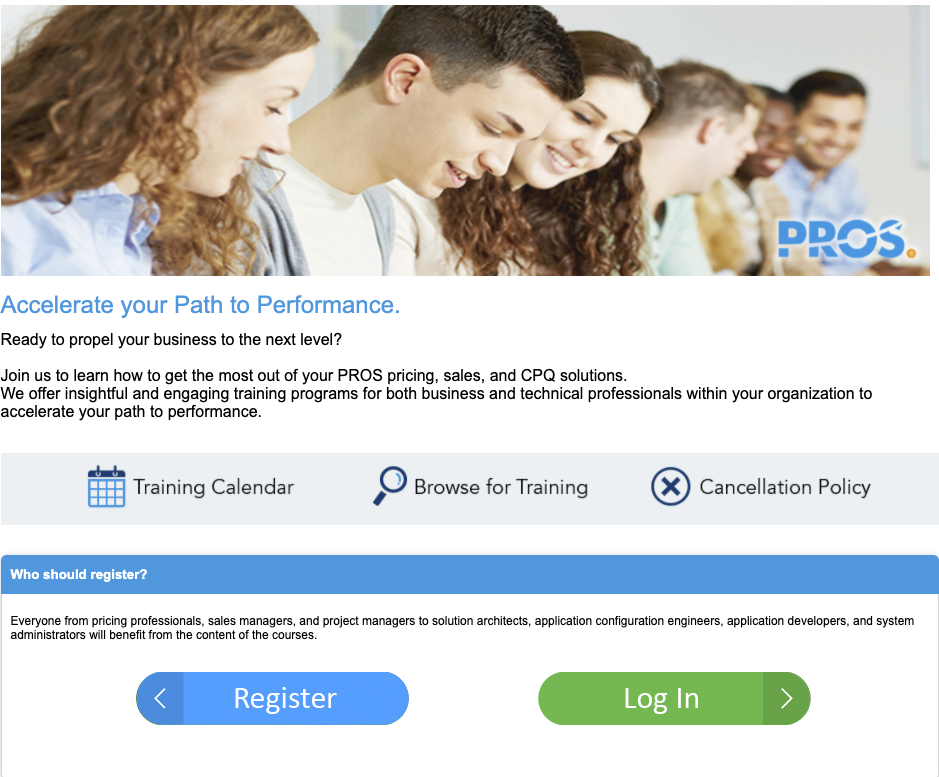 PROS.
Accelerate your Path to Performance.
Ready to propel your business to the next level?
Join us to learn how to get the most out of your PROS pricing, sales, and CPQ solutions.
We offer insightful and engaging training programs for both business and technical professionals within your organization to
accelerate your path to performance.
Training Calendar
Browse for Training
Cancellation Policy
Who should register?
Everyone from pricing professionals, sales managers, and project managers to solution architects, application configuration engineers, application developers, and system
administrators will benefit from the content of the courses.
Register
Log In